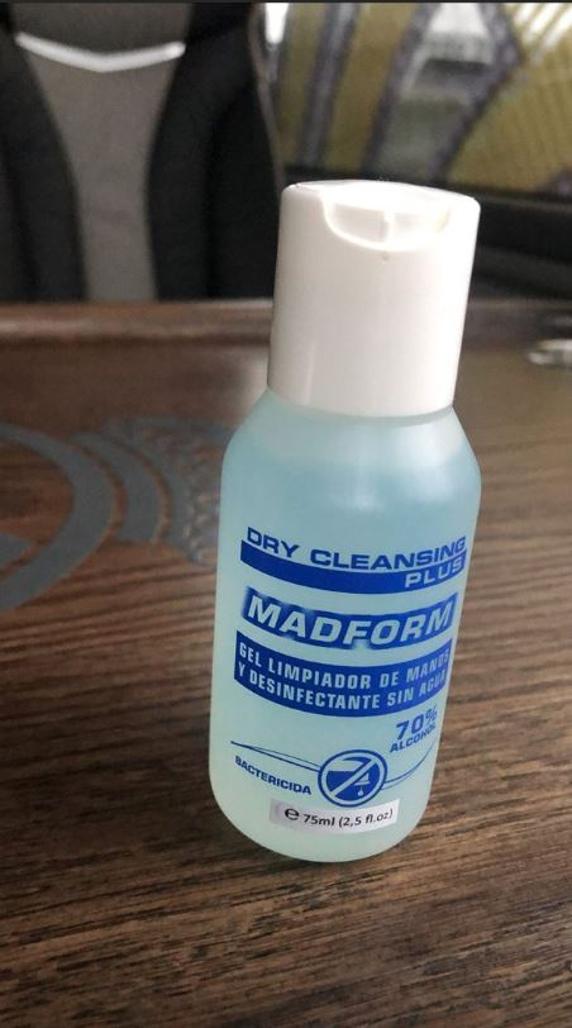 DRY CLEANSING
PLUS
MADFORM
GEL LIMPIADOR DE MANOS
Y DESINFECTANTE SIN AGUA
70%
ALCOHOL
BACTERICIDA
℮ 75ml (2,5 fl.oz)